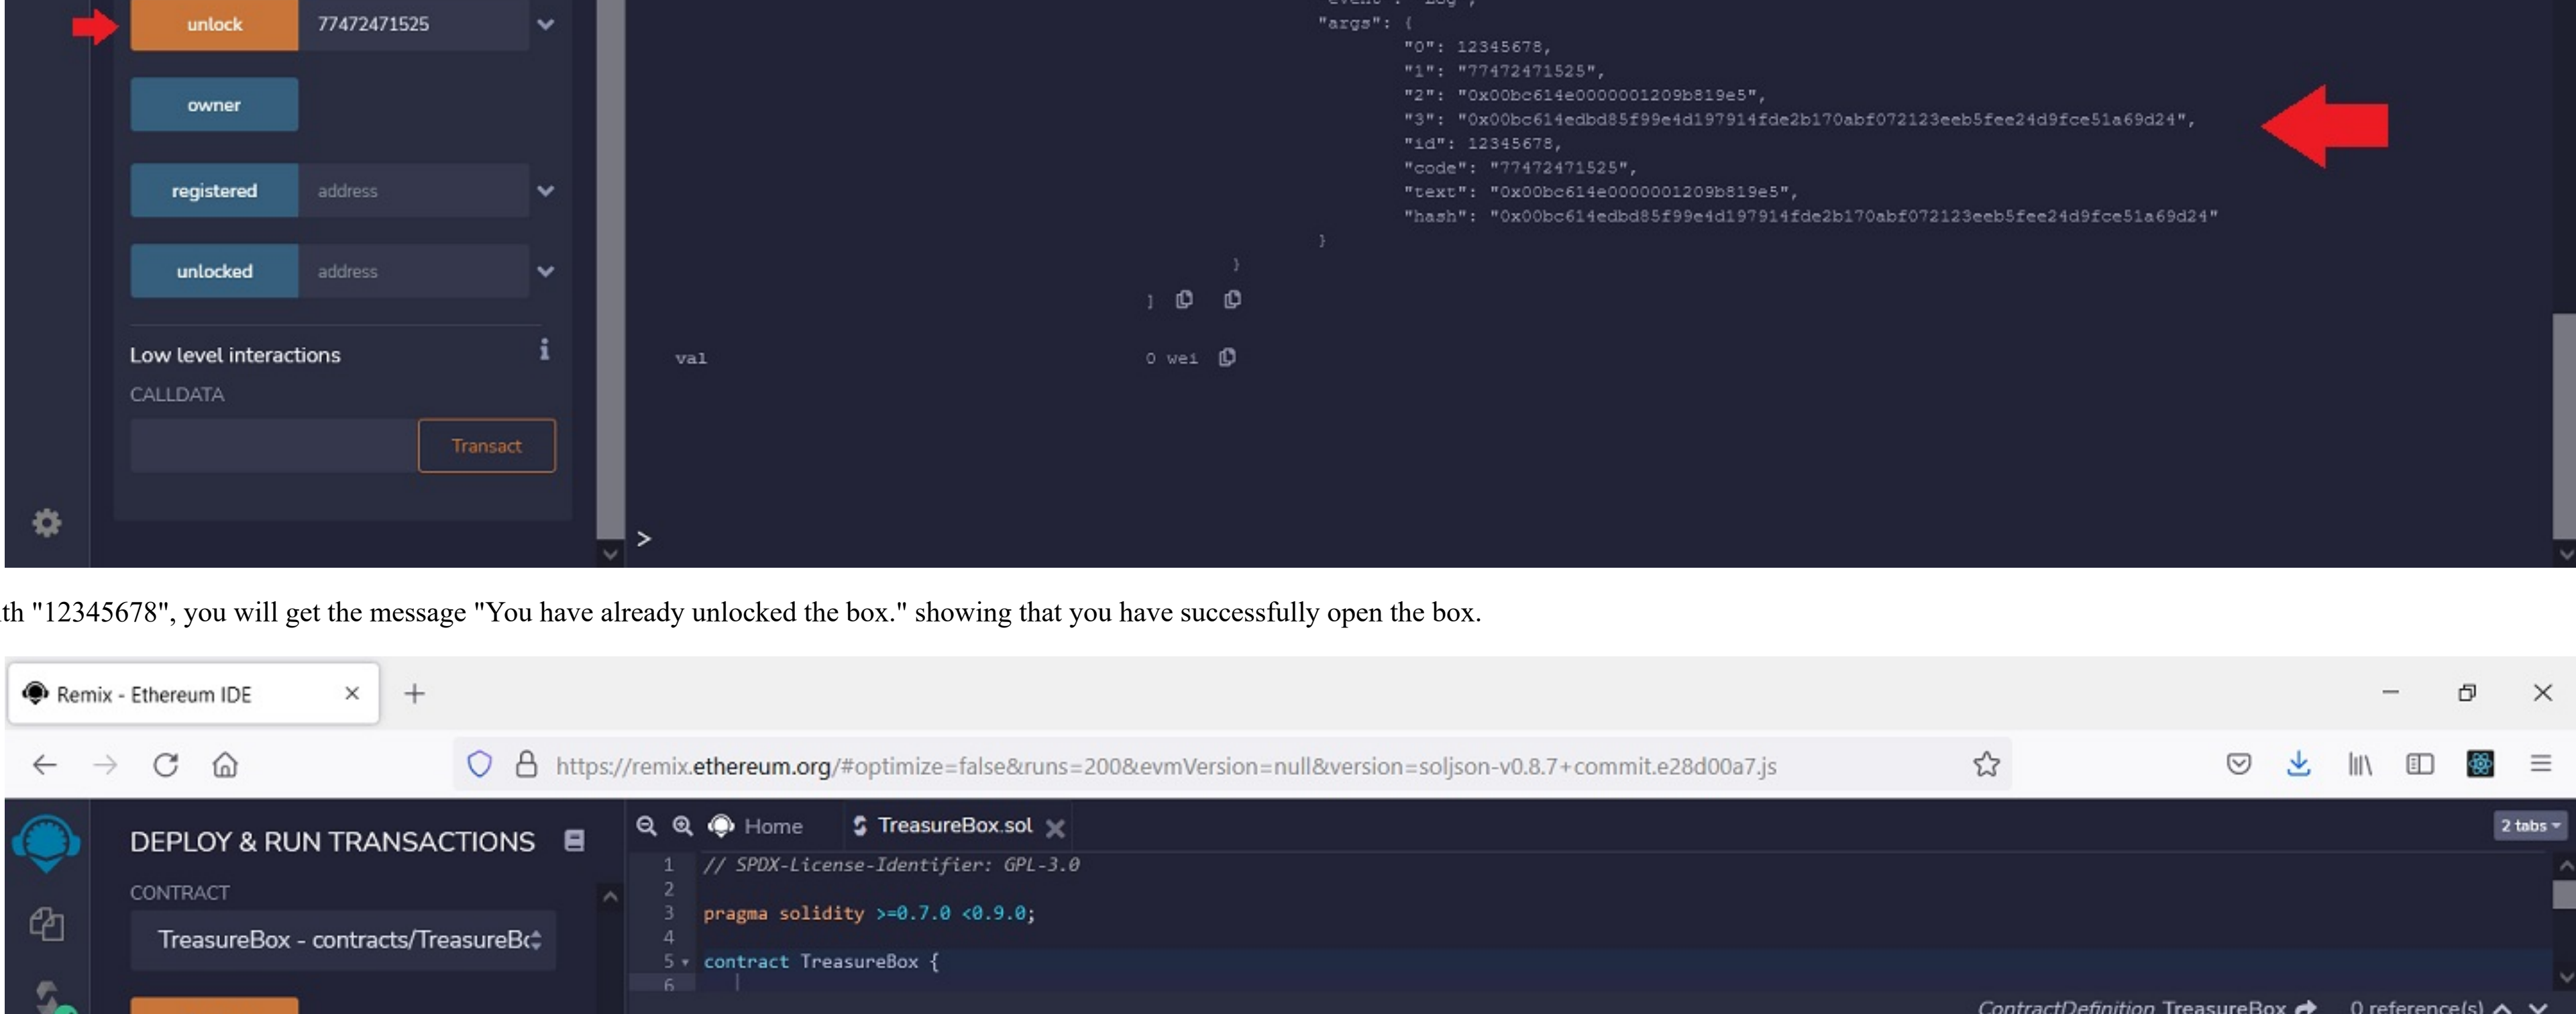 "event": "Log",
unlock 77472471525
"args": {
"0": 12345678,
"1": "77472471525",
"2": "0x00bc614e0000001209b819e5",
"3": "0x00bc614edbd85f99e4d197914fde2b170abf072123eeb5fee24d9fce51a69d24",
"id": 12345678,
"code": "77472471525",
"text": "0x00bc614e0000001209b819e5",
"hash": "0x00bc614edbd85f99e4d197914fde2b170abf072123eeb5fee24d9fce51a69d24"
}
}
]
owner
registered address
unlocked address
Low level interactions
val 0 wei
CALLDATA
Transact
>
th "12345678", you will get the message "You have already unlocked the box." showing that you have successfully open the box.
Remix - Ethereum IDE
https://remix.ethereum.org/#optimize=false&runs=200&evmVersion=null&version=soljson-v0.8.7+commit.e28d00a7.js
DEPLOY & RUN TRANSACTIONS
CONTRACT
TreasureBox - contracts/TreasureBo
Home TreasureBox.sol 2 tabs
1 // SPDX-License-Identifier: GPL-3.0
2
3 pragma solidity >=0.7.0 <0.9.0;
4
5 contract TreasureBox {
6
ContractDefinition TreasureBox 0 reference(s)